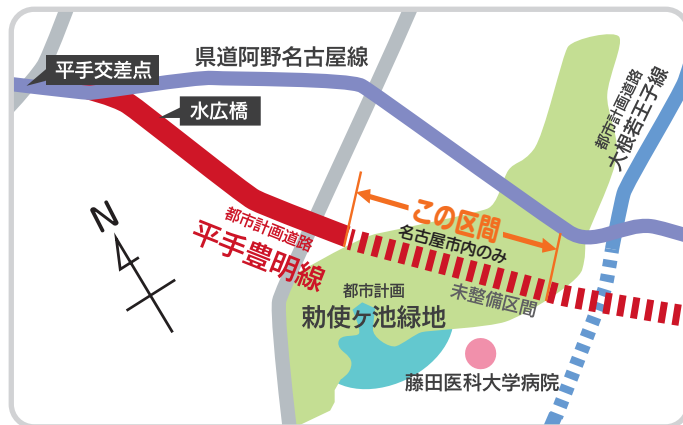 県道阿野名古屋線
平手交差点
水広橋
都市計画道路
大根若王子線
N
この区間
名古屋市内のみ
都市計画道路
平手豊明線
未整備区間
都市計画
勅使ヶ池緑地
藤田医科大学病院